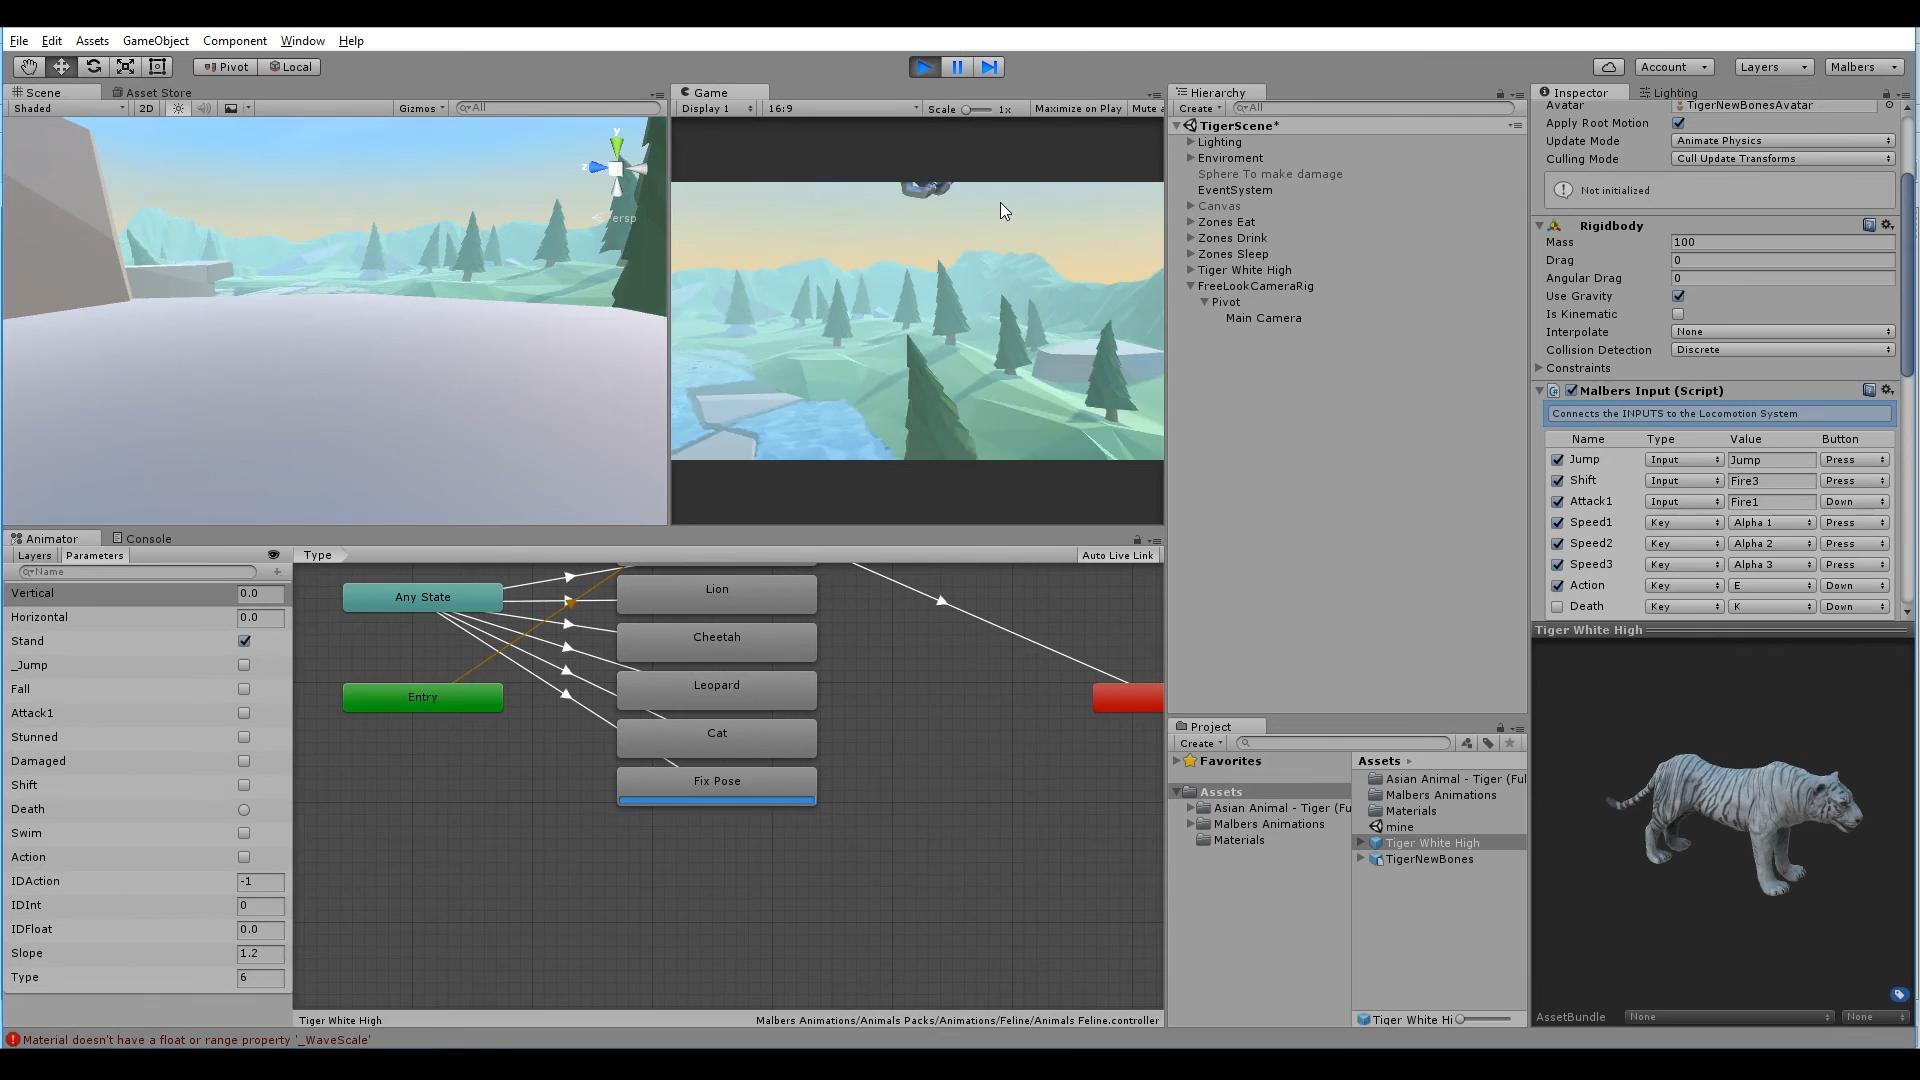 File Edit Assets GameObject Component Window Help
Pivot Local Account Layers Malbers
Scene Asset Store
Shaded 2D Gizmos All
y
z
Persp
Game
Display 1 16:9 Scale 1x Maximize on Play Mute a
Hierarchy
Create All
TigerScene*
Lighting
Enviroment
Sphere To make damage
EventSystem
Canvas
Zones Eat
Zones Drink
Zones Sleep
Tiger White High
FreeLookCameraRig
Pivot
Main Camera
Inspector Lighting
Avatar TigerNewBonesAvatar
Apply Root Motion
Update Mode Animate Physics
Culling Mode Cull Update Transforms
Not initialized
Rigidbody
Mass 100
Drag 0
Angular Drag 0
Use Gravity
Is Kinematic
Interpolate None
Collision Detection Discrete
Constraints
Malbers Input (Script)
Connects the INPUTS to the Locomotion System
Name Type Value Button
Jump Input Jump Press
Shift Input Fire3 Press
Attack1 Input Fire1 Down
Speed1 Key Alpha 1 Press
Speed2 Key Alpha 2 Press
Speed3 Key Alpha 3 Press
Action Key E Down
Death Key K Down
Tiger White High
AssetBundle None None
Animator Console
Layers Parameters
Name
Vertical 0.0
Horizontal 0.0
Stand
_Jump
Fall
Attack1
Stunned
Damaged
Shift
Death
Swim
Action
IDAction -1
IDInt 0
IDFloat 0.0
Slope 1.2
Type 6
Type Auto Live Link
Any State
Entry
Lion
Cheetah
Leopard
Cat
Fix Pose
Tiger White High Malbers Animations/Animals Packs/Animations/Feline/Animals Feline.controller
Project
Create
Favorites
Assets
Asian Animal - Tiger (Fu
Malbers Animations
Materials
Assets
Asian Animal - Tiger (Ful
Malbers Animations
Materials
mine
Tiger White High
TigerNewBones
Tiger White Hi
Material doesn't have a float or range property '_WaveScale'